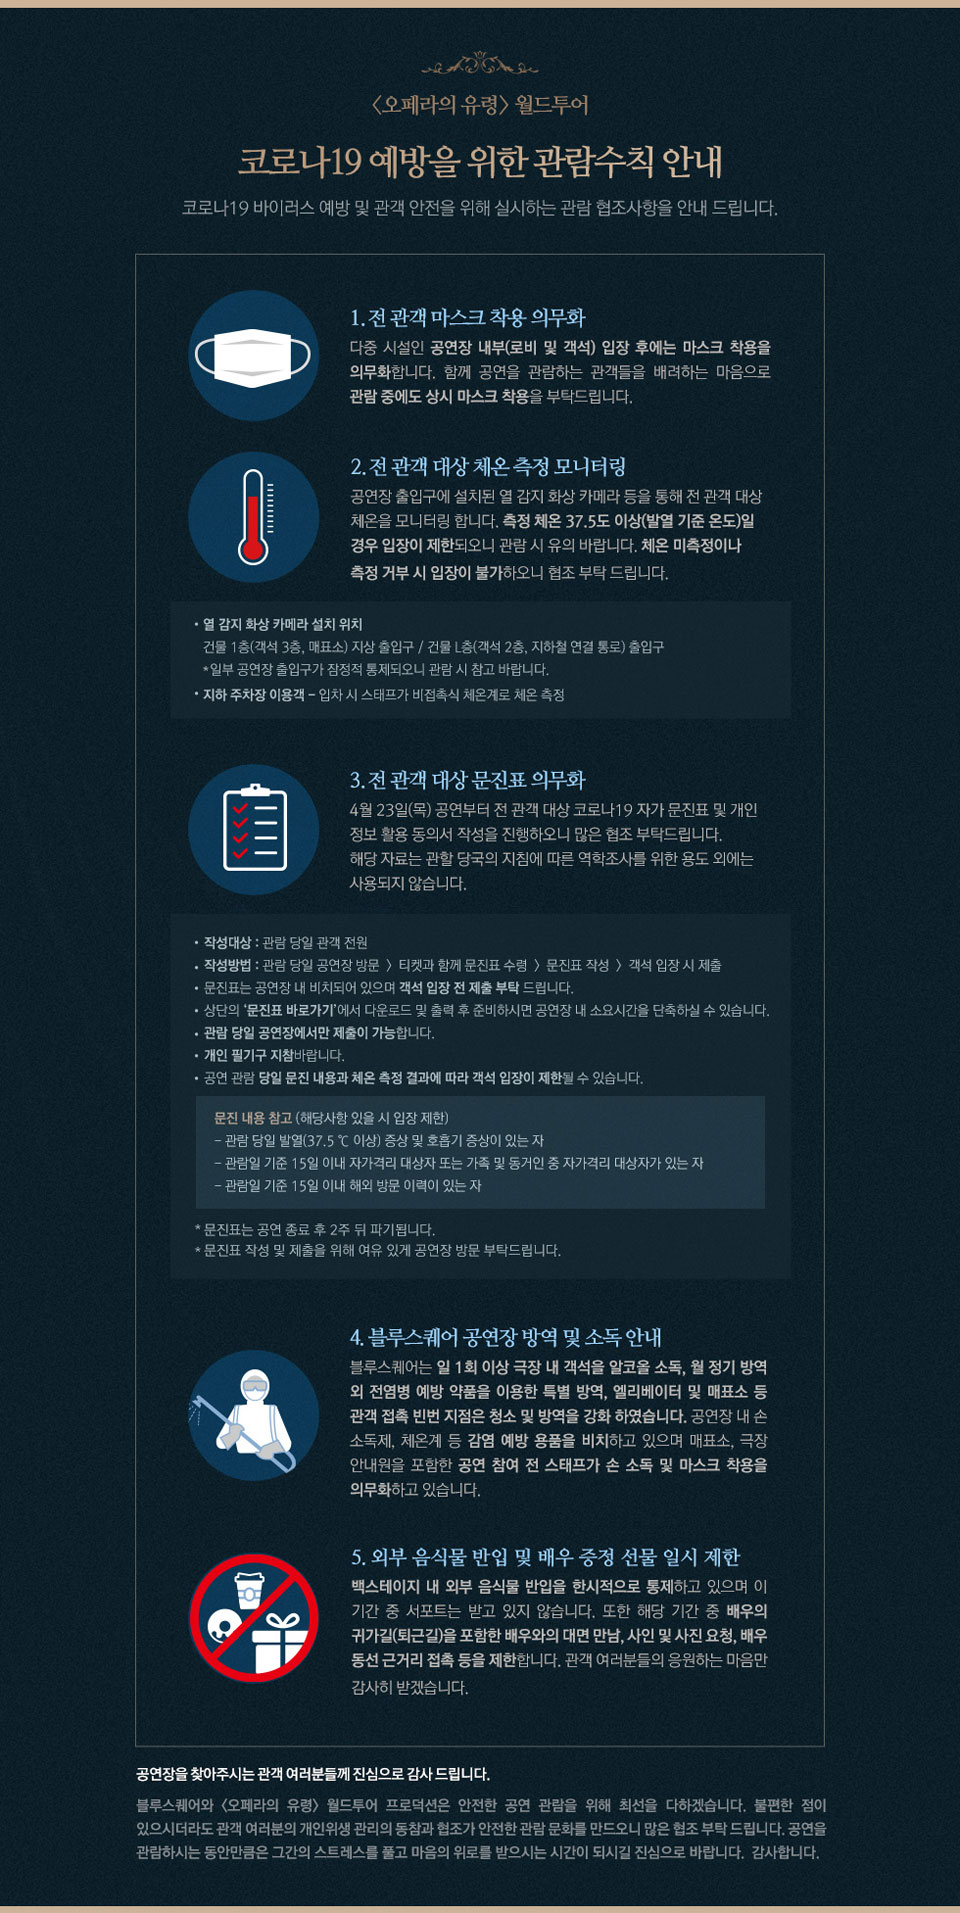 〈오페라의 유령〉 월드투어
코로나19 예방을 위한 관람수칙 안내
코로나19 바이러스 예방 및 관객 안전을 위해 실시하는 관람 협조사항을 안내 드립니다.
1. 전 관객 마스크 착용 의무화
다중 시설인 공연장 내부(로비 및 객석) 입장 후에는 마스크 착용을
의무화합니다. 함께 공연을 관람하는 관객들을 배려하는 마음으로
관람 중에도 상시 마스크 착용을 부탁드립니다.
2. 전 관객 대상 체온 측정 모니터링
공연장 출입구에 설치된 열 감지 화상 카메라 등을 통해 전 관객 대상
체온을 모니터링 합니다. 측정 체온 37.5도 이상(발열 기준 온도)일
경우 입장이 제한되오니 관람 시 유의 바랍니다. 체온 미측정이나
측정 거부 시 입장이 불가하오니 협조 부탁 드립니다.
• 열 감지 화상 카메라 설치 위치
건물 1층(객석 3층, 매표소) 지상 출입구 / 건물 L층(객석 2층, 지하철 연결 통로) 출입구
*일부 공연장 출입구가 잠정적 통제되오니 관람 시 참고 바랍니다.
• 지하 주차장 이용객 – 입차 시 스태프가 비접촉식 체온계로 체온 측정
3. 전 관객 대상 문진표 의무화
4월 23일(목) 공연부터 전 관객 대상 코로나19 자가 문진표 및 개인
정보 활용 동의서 작성을 진행하오니 많은 협조 부탁드립니다.
해당 자료는 관할 당국의 지침에 따른 역학조사를 위한 용도 외에는
사용되지 않습니다.
• 작성대상 : 관람 당일 관객 전원
• 작성방법 : 관람 당일 공연장 방문 〉 티켓과 함께 문진표 수령 〉 문진표 작성 〉 객석 입장 시 제출
• 문진표는 공연장 내 비치되어 있으며 객석 입장 전 제출 부탁 드립니다.
• 상단의 '문진표 바로가기'에서 다운로드 및 출력 후 준비하시면 공연장 내 소요시간을 단축하실 수 있습니다.
• 관람 당일 공연장에서만 제출이 가능합니다.
• 개인 필기구 지참바랍니다.
• 공연 관람 당일 문진 내용과 체온 측정 결과에 따라 객석 입장이 제한될 수 있습니다.
문진 내용 참고 (해당사항 있을 시 입장 제한)
– 관람 당일 발열(37.5 ℃ 이상) 증상 및 호흡기 증상이 있는 자
– 관람일 기준 15일 이내 자가격리 대상자 또는 가족 및 동거인 중 자가격리 대상자가 있는 자
– 관람일 기준 15일 이내 해외 방문 이력이 있는 자
* 문진표는 공연 종료 후 2주 뒤 파기됩니다.
* 문진표 작성 및 제출을 위해 여유 있게 공연장 방문 부탁드립니다.
4. 블루스퀘어 공연장 방역 및 소독 안내
블루스퀘어는 일 1회 이상 극장 내 객석을 알코올 소독, 월 정기 방역
외 전염병 예방 약품을 이용한 특별 방역, 엘리베이터 및 매표소 등
관객 접촉 빈번 지점은 청소 및 방역을 강화 하였습니다. 공연장 내 손
소독제, 체온계 등 감염 예방 용품을 비치하고 있으며 매표소, 극장
안내원을 포함한 공연 참여 전 스태프가 손 소독 및 마스크 착용을
의무화하고 있습니다.
5. 외부 음식물 반입 및 배우 증정 선물 일시 제한
백스테이지 내 외부 음식물 반입을 한시적으로 통제하고 있으며 이
기간 중 서포트는 받고 있지 않습니다. 또한 해당 기간 중 배우의
귀가길(퇴근길)을 포함한 배우와의 대면 만남, 사인 및 사진 요청, 배우
동선 근거리 접촉 등을 제한합니다. 관객 여러분들의 응원하는 마음만
감사히 받겠습니다.
공연장을 찾아주시는 관객 여러분들께 진심으로 감사 드립니다.
블루스퀘어와 〈오페라의 유령〉 월드투어 프로덕션은 안전한 공연 관람을 위해 최선을 다하겠습니다. 불편한 점이
있으시더라도 관객 여러분의 개인위생 관리의 동참과 협조가 안전한 관람 문화를 만드오니 많은 협조 부탁 드립니다. 공연을
관람하시는 동안만큼은 그간의 스트레스를 풀고 마음의 위로를 받으시는 시간이 되시길 진심으로 바랍니다. 감사합니다.